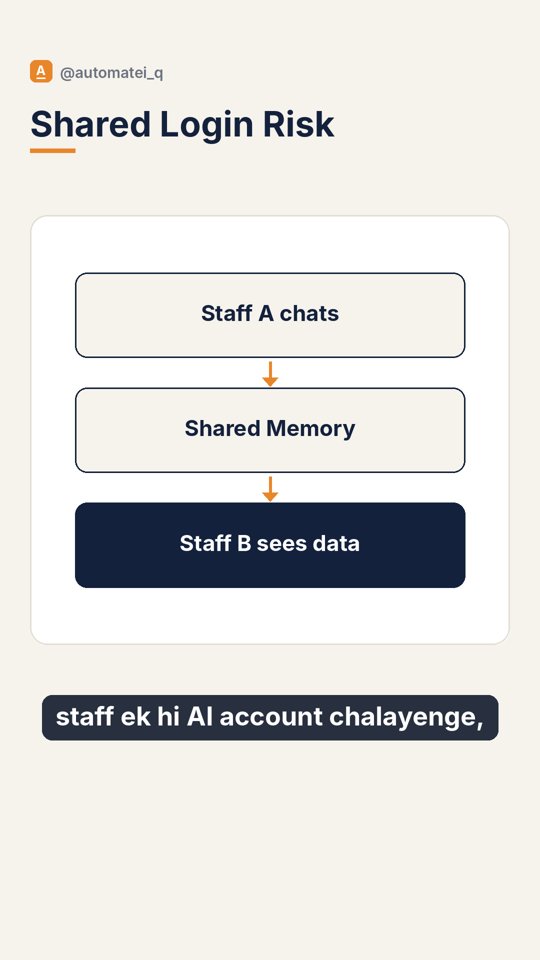 A
@automatei_q
Shared Login Risk
Staff A chats
Shared Memory
Staff B sees data
staff ek hi AI account chalayenge,